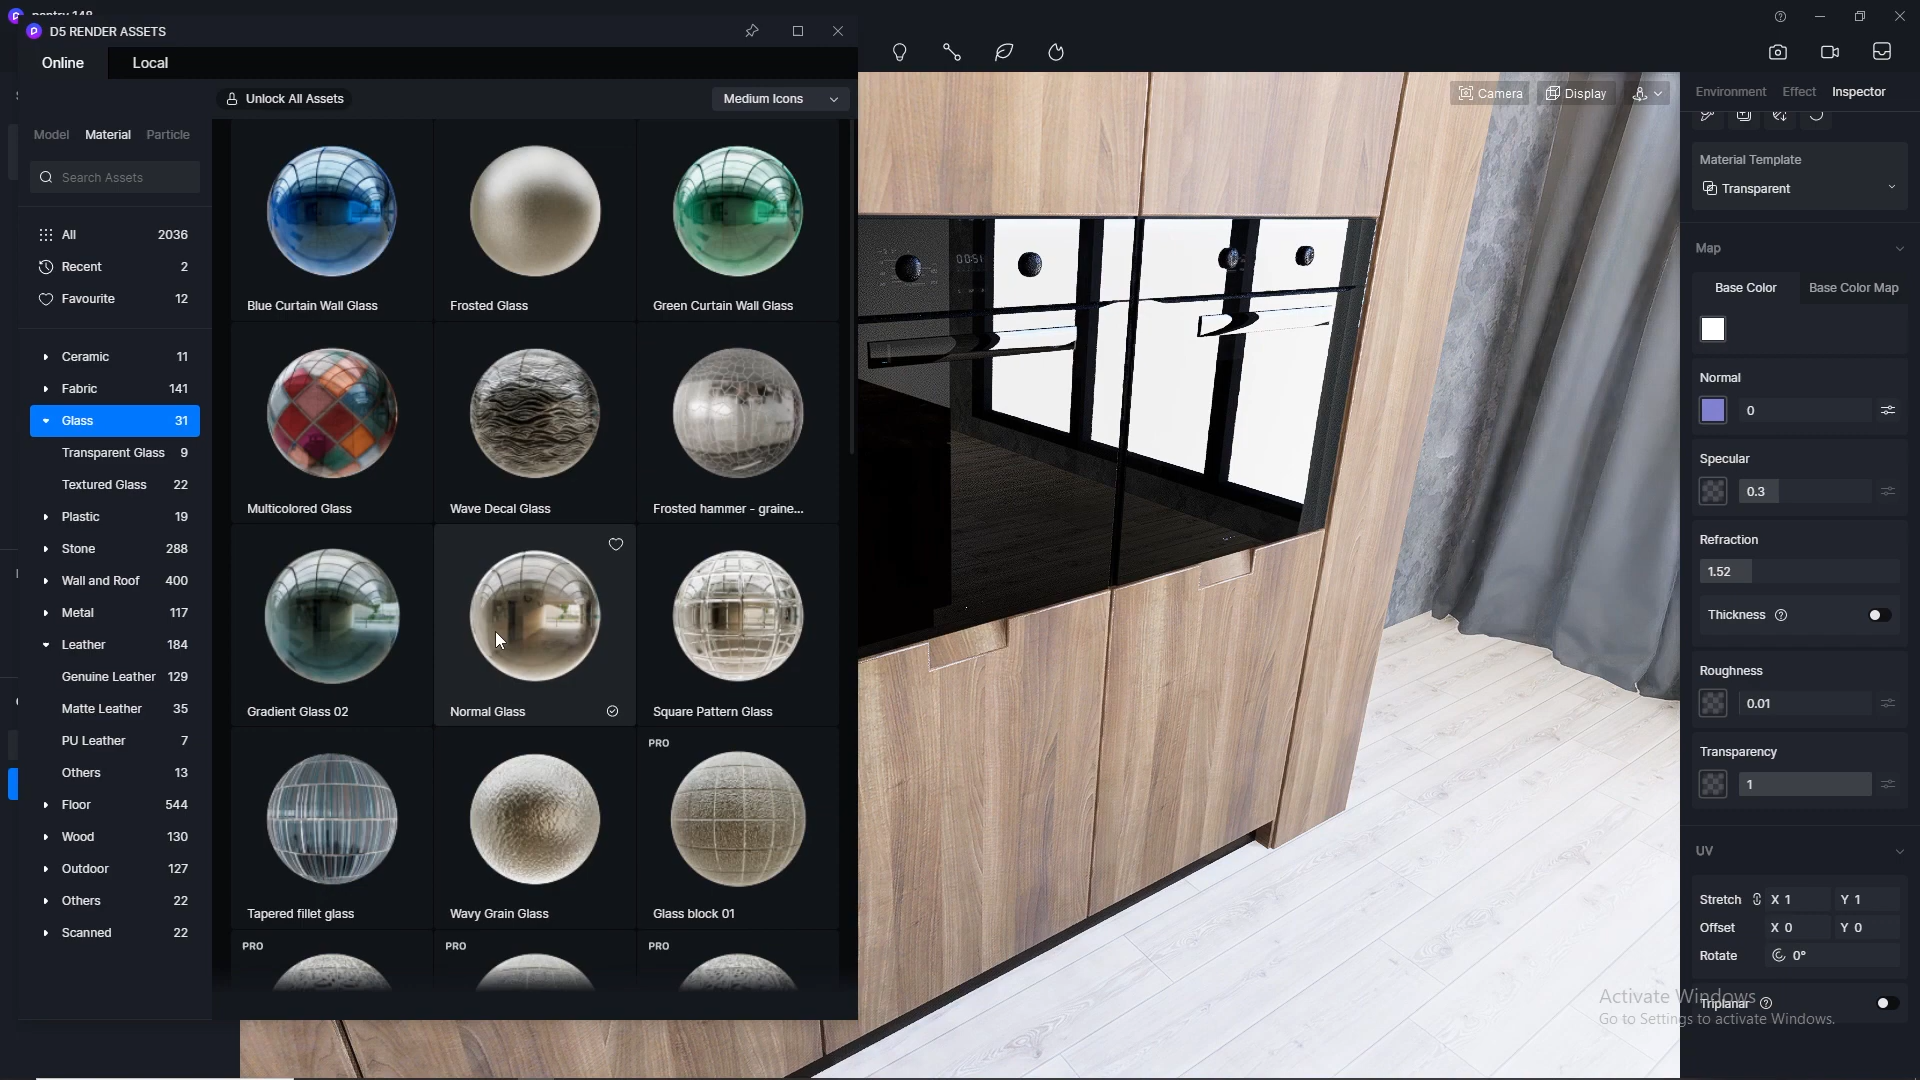 D5 RENDER ASSETS
Online
Local
Unlock All Assets
Medium Icons
Model
Material
Particle
Search Assets
All 2036
Recent 2
Favourite 12
Ceramic 11
Fabric 141
Glass 31
Transparent Glass 9
Textured Glass 22
Plastic 19
Stone 288
Wall and Roof 400
Metal 117
Leather 184
Genuine Leather 129
Matte Leather 35
PU Leather 7
Others 13
Floor 544
Wood 130
Outdoor 127
Others 22
Scanned 22
Blue Curtain Wall Glass
Frosted Glass
Green Curtain Wall Glass
Multicolored Glass
Wave Decal Glass
Frosted hammer - graine...
Gradient Glass 02
Normal Glass
Square Pattern Glass
PRO
Tapered fillet glass
Wavy Grain Glass
Glass block 01
PRO
PRO
PRO
Camera
Display
00:51
Environment
Effect
Inspector
Material Template
Transparent
Map
Base Color
Base Color Map
Normal
0
Specular
0.3
Refraction
1.52
Thickness
Roughness
0.01
Transparency
1
UV
Stretch X 1 Y 1
Offset X 0 Y 0
Rotate 0°
Triplanar
Activate Windows
Go to Settings to activate Windows.